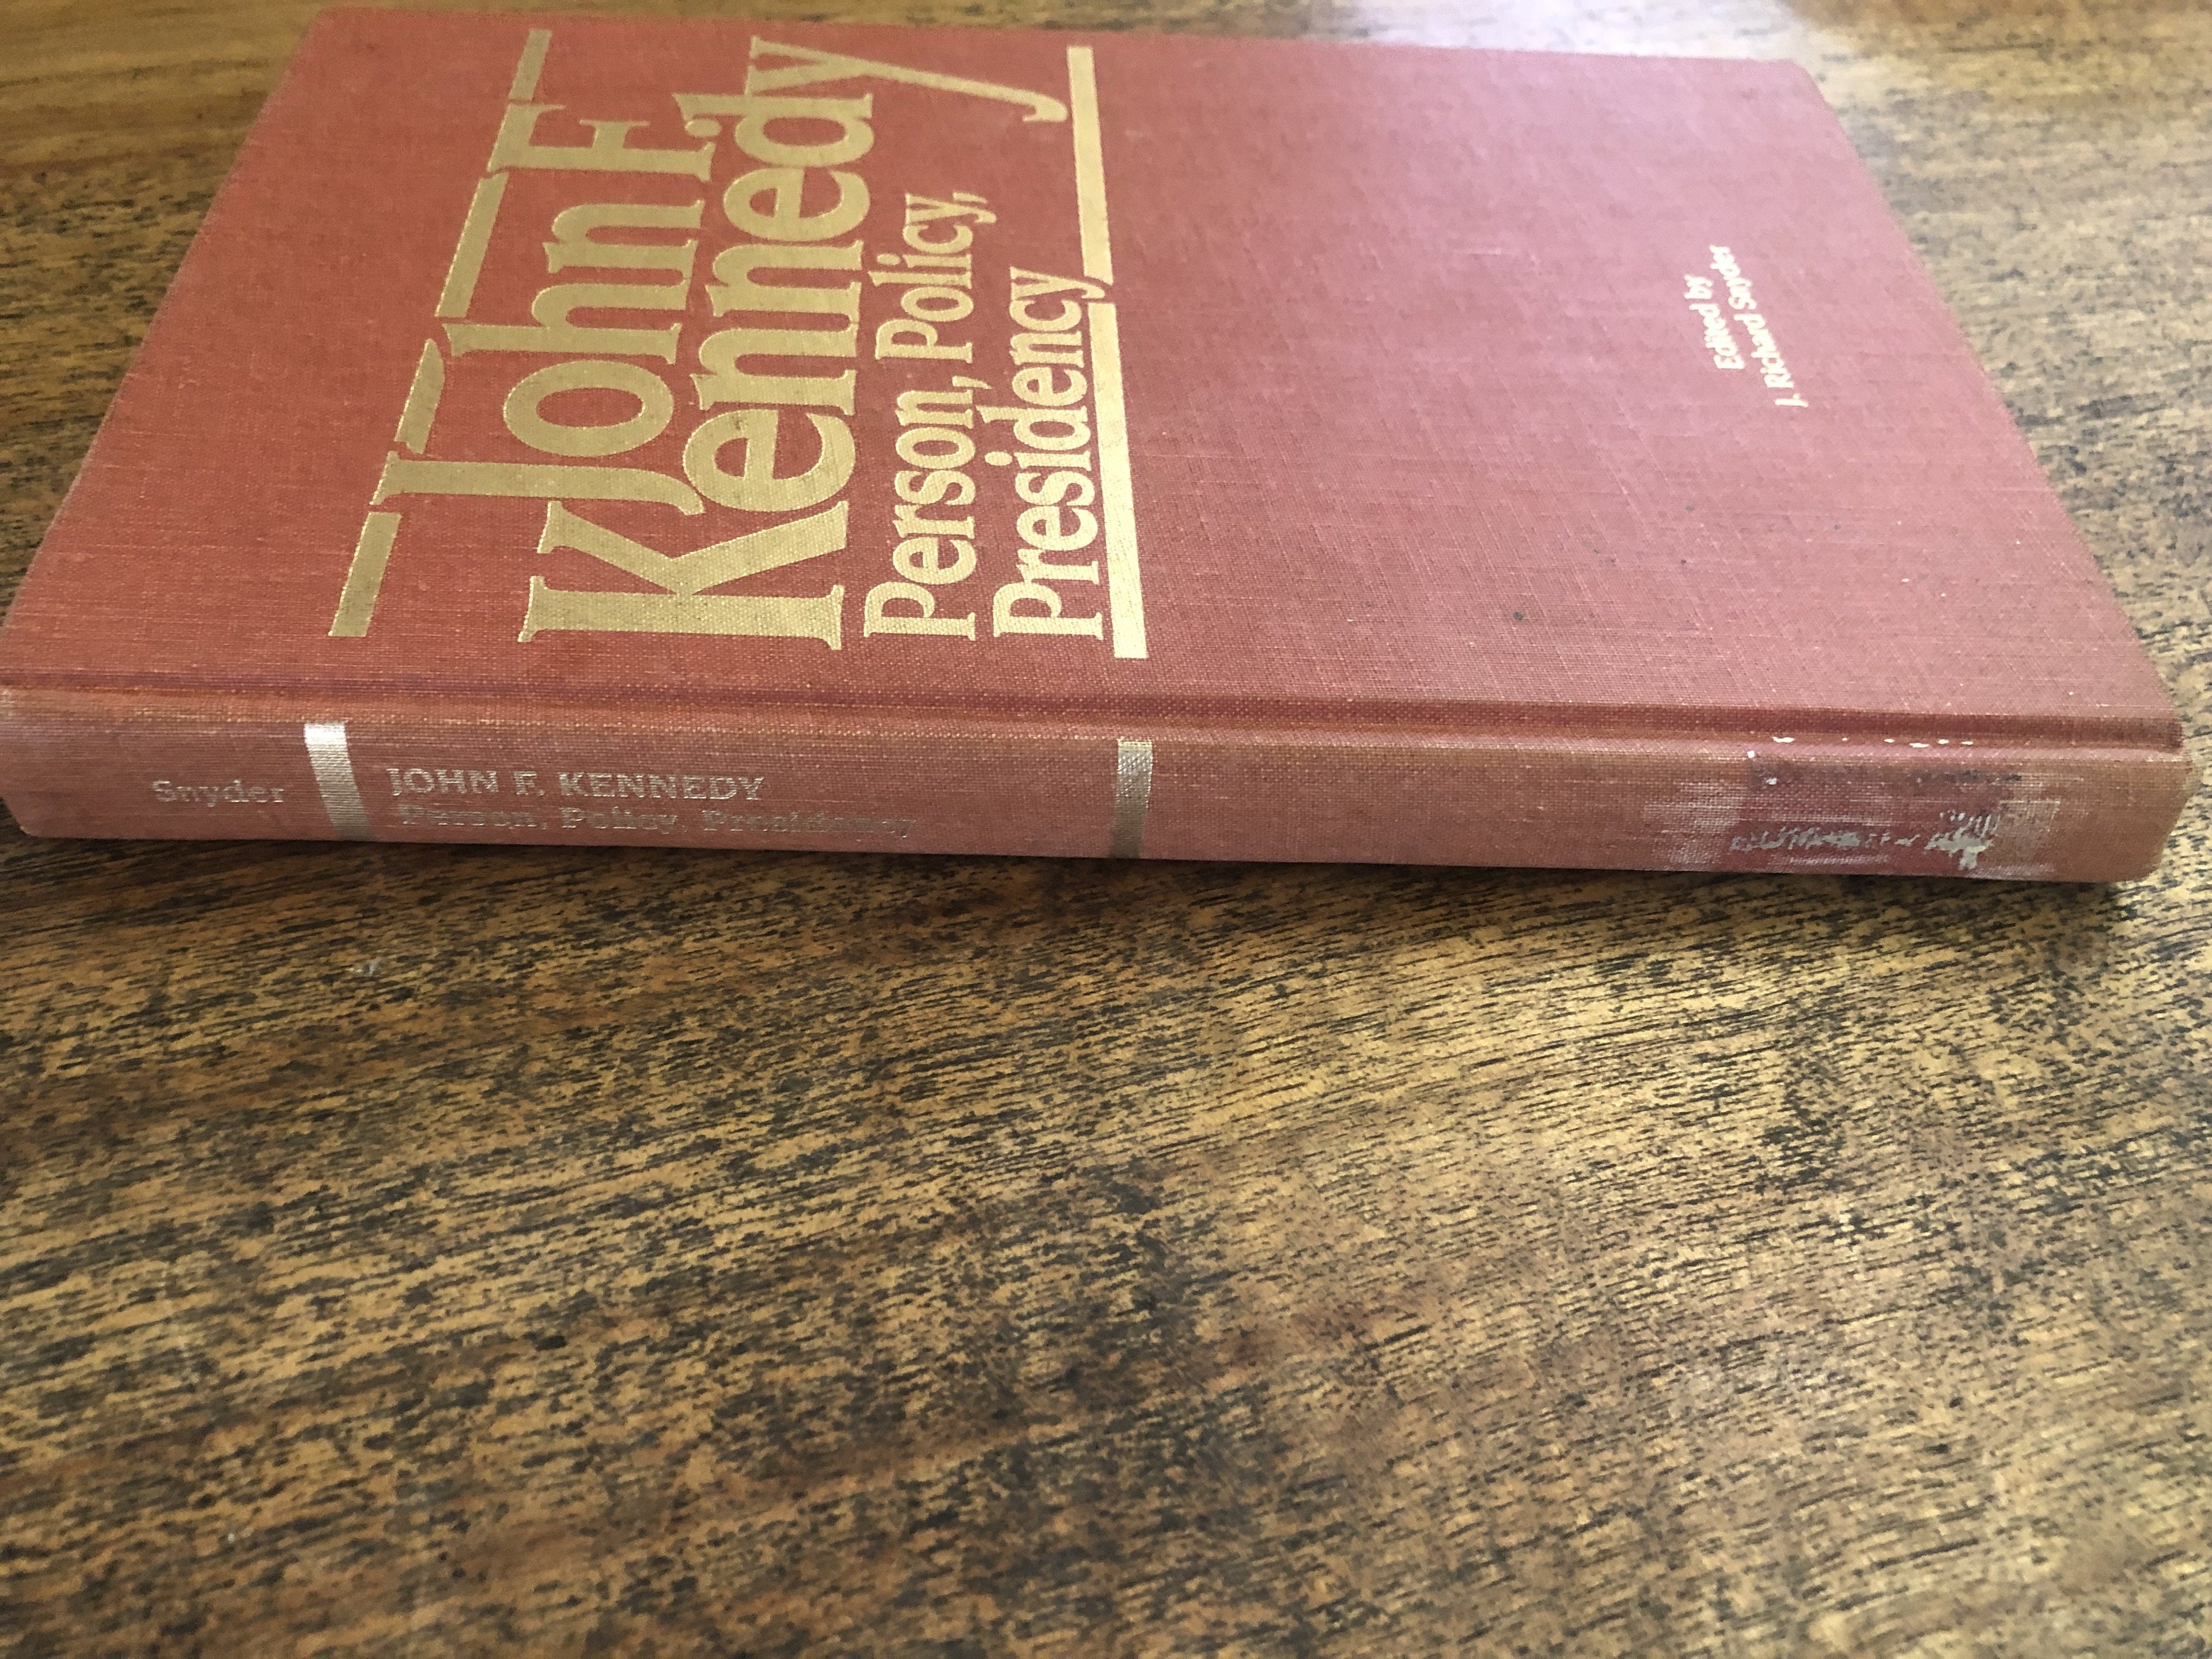 John F.
Kennedy
Person, Policy,
Presidency
Edited by
J. Richard Snyder
Snyder
JOHN F. KENNEDY
Person, Policy, Presidency